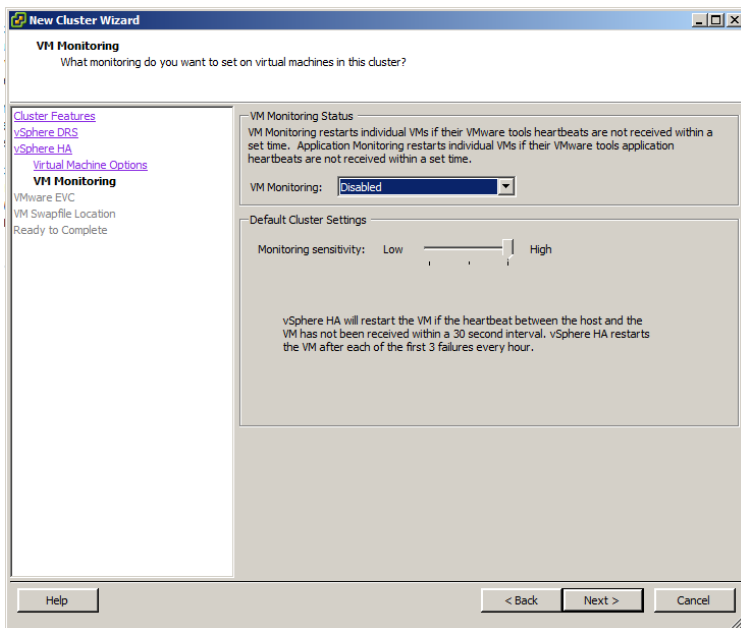 New Cluster Wizard
VM Monitoring
What monitoring do you want to set on virtual machines in this cluster?
Cluster Features
vSphere DRS
vSphere HA
Virtual Machine Options
VM Monitoring
VMware EVC
VM Swapfile Location
Ready to Complete
VM Monitoring Status
VM Monitoring restarts individual VMs if their VMware tools heartbeats are not received within a
set time. Application Monitoring restarts individual VMs if their VMware tools application
heartbeats are not received within a set time.
VM Monitoring: Disabled
Default Cluster Settings
Monitoring sensitivity: Low High
vSphere HA will restart the VM if the heartbeat between the host and the
VM has not been received within a 30 second interval. vSphere HA restarts
the VM after each of the first 3 failures every hour.
Help < Back Next > Cancel